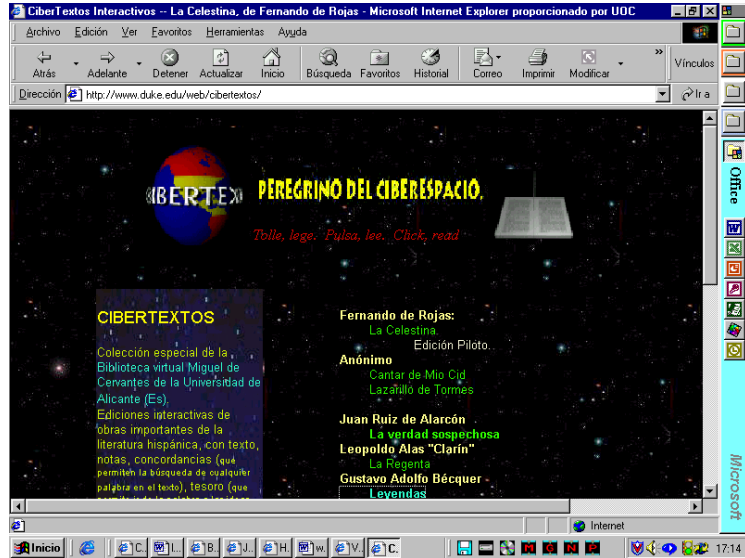 CiberTextos Interactivos -- La Celestina, de Fernando de Rojas - Microsoft Internet Explorer proporcionado por UOC
Archivo Edición Ver Favoritos Herramientas Ayuda
Atrás Adelante Detener Actualizar Inicio Búsqueda Favoritos Historial Correo Imprimir Modificar » Vínculos
Dirección http://www.duke.edu/web/cibertextos/ Ir a
IBERTEX
PEREGRINO DEL CIBERESPACIO,
Tolle, lege. Pulsa, lee. Click, read
CIBERTEXTOS
Colección especial de la
Biblioteca virtual Miguel de
Cervantes de la Universidad de
Alicante (Es).
Ediciones interactivas de
obras importantes de la
literatura hispánica, con texto,
notas, concordancias (que
permiten la búsqueda de cualquier
palabra en el texto), tesoro (que
Fernando de Rojas:
La Celestina.
Edición Piloto.
Anónimo
Cantar de Mio Cid
Lazarillo de Tormes
Juan Ruiz de Alarcón
La verdad sospechosa
Leopoldo Alas "Clarín"
La Regenta
Gustavo Adolfo Bécquer
Leyendas
Office
Microsoft
Internet
Inicio C.. l... B.. J.. H. w.. V.. C.
M G N P
17:14